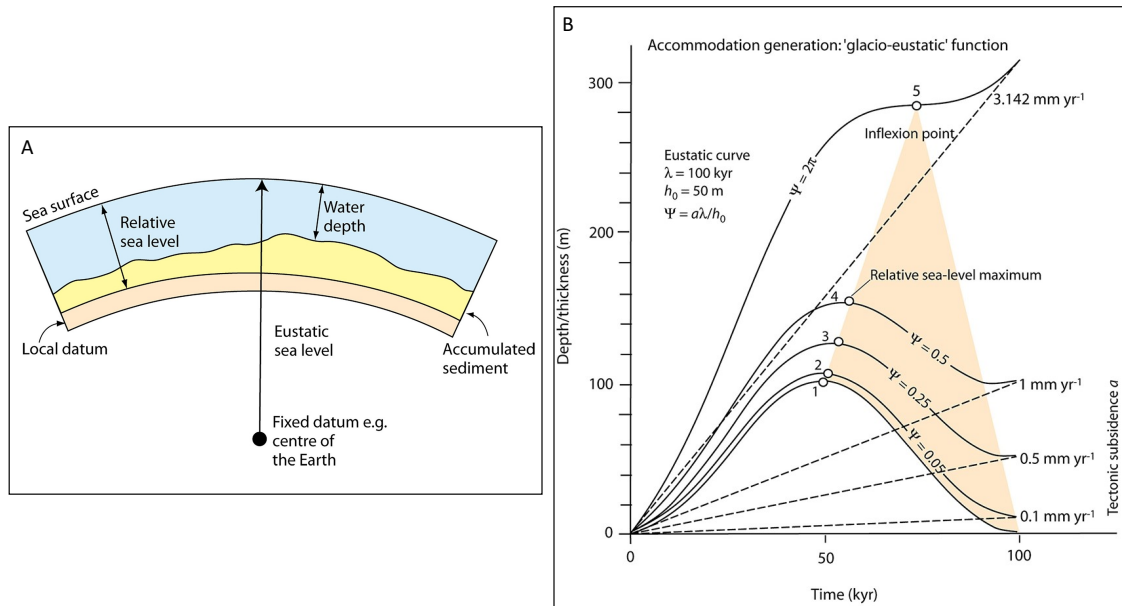 A
Sea surface
Relative
sea level
Water
depth
Local datum
Eustatic
sea level
Accumulated
sediment
Fixed datum e.g.
centre of
the Earth
B
Accommodation generation: 'glacio-eustatic' function
Depth/thickness (m)
300
200
100
0
0
50
100
Time (kyr)
Eustatic curve
λ = 100 kyr
h₀ = 50 m
Ψ = aλ/h₀
Ψ = 2π
5
Inflexion point
3.142 mm yr⁻¹
Relative sea-level maximum
4
Ψ = 0.5
3
Ψ = 0.25
2
1
Ψ = 0.05
1 mm yr⁻¹
0.5 mm yr⁻¹
0.1 mm yr⁻¹
Tectonic subsidence a